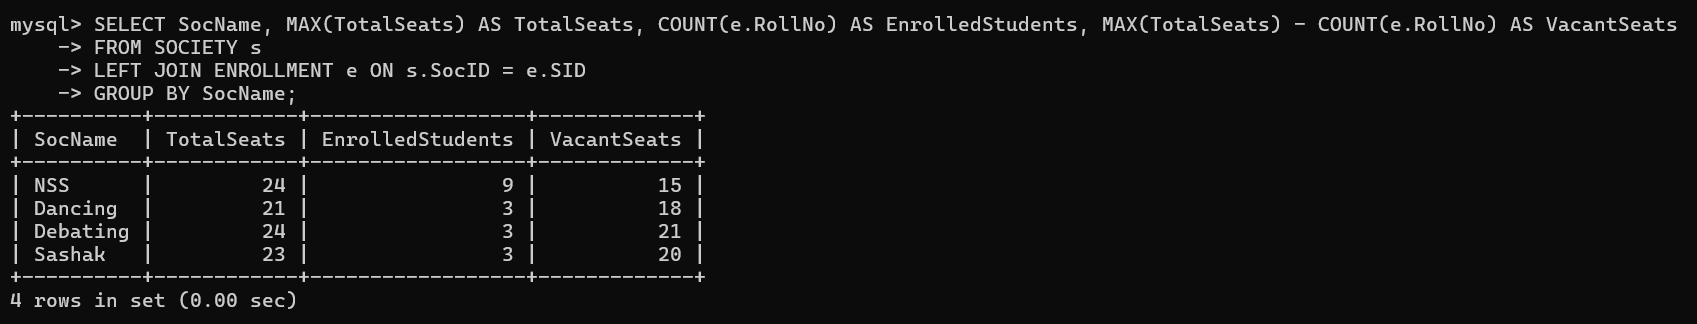 mysql> SELECT SocName, MAX(TotalSeats) AS TotalSeats, COUNT(e.RollNo) AS EnrolledStudents, MAX(TotalSeats) - COUNT(e.RollNo) AS VacantSeats
    -> FROM SOCIETY s
    -> LEFT JOIN ENROLLMENT e ON s.SocID = e.SID
    -> GROUP BY SocName;
+----------+------------+------------------+-------------+
| SocName  | TotalSeats | EnrolledStudents | VacantSeats |
+----------+------------+------------------+-------------+
| NSS      |         24 |                9 |          15 |
| Dancing  |         21 |                3 |          18 |
| Debating |         24 |                3 |          21 |
| Sashak   |         23 |                3 |          20 |
+----------+------------+------------------+-------------+
4 rows in set (0.00 sec)